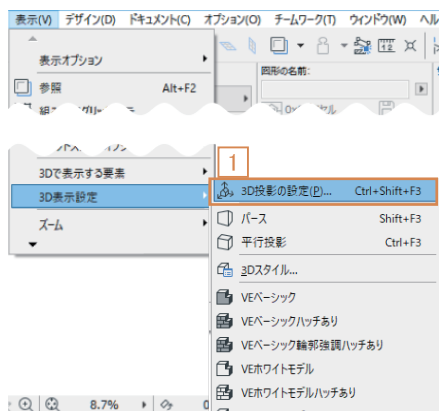 表示(V) デザイン(D) ドキュメント(C) オプション(O) チームワーク(T) ウィンドウ(W)
表示オプション
図形の名前:
参照 Alt+F2
3Dで表示する要素
1
3D表示設定
3D投影の設定(P)... Ctrl+Shift+F3
ズーム
パース Shift+F3
平行投影 Ctrl+F3
3Dスタイル...
VEベーシック
VEベーシックハッチあり
VEベーシック輪郭強調ハッチあり
VEホワイトモデル
VEホワイトモデルハッチあり
8.7%